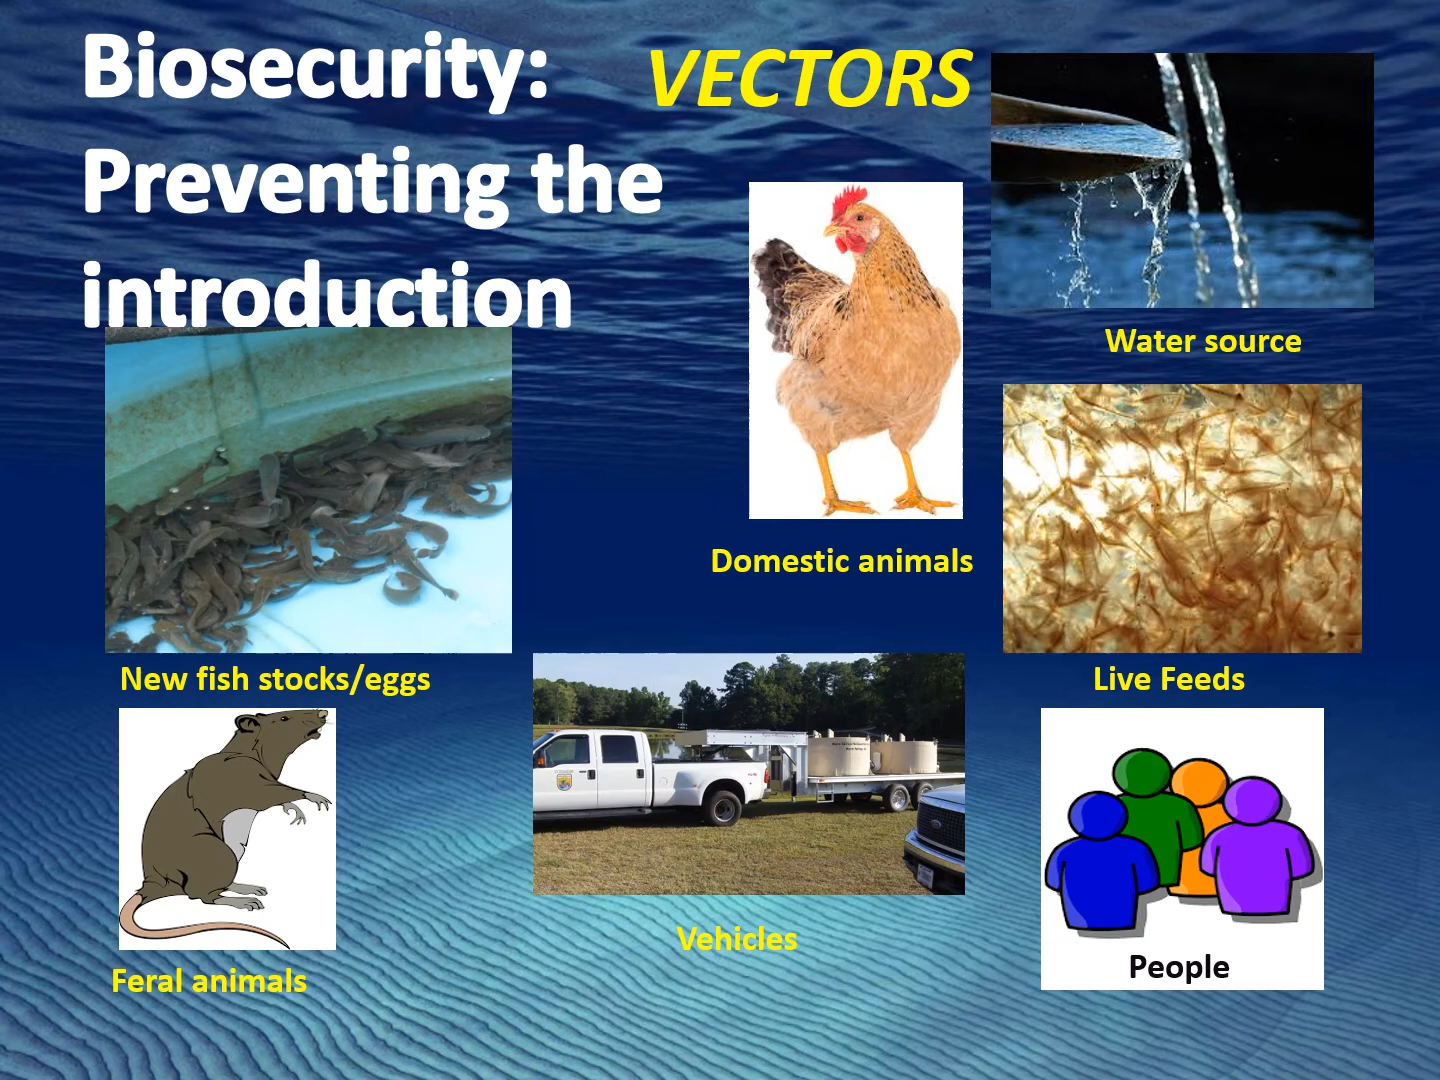 Biosecurity:
Preventing the
introduction
VECTORS
Water source
Domestic animals
New fish stocks/eggs
Live Feeds
Vehicles
People
Feral animals